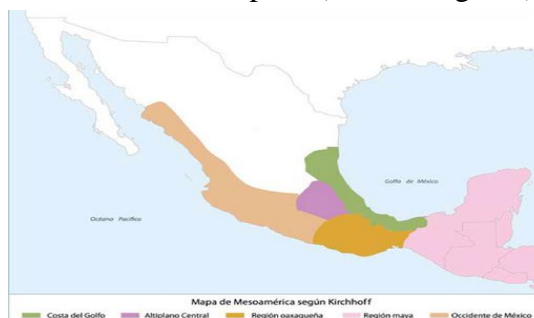 Golfo de México
Océano Pacífico
Mapa de Mesoamérica según Kirchhoff
Costa del Golfo
Altiplano Central
Región oaxaqueña
Región maya
Occidente de México